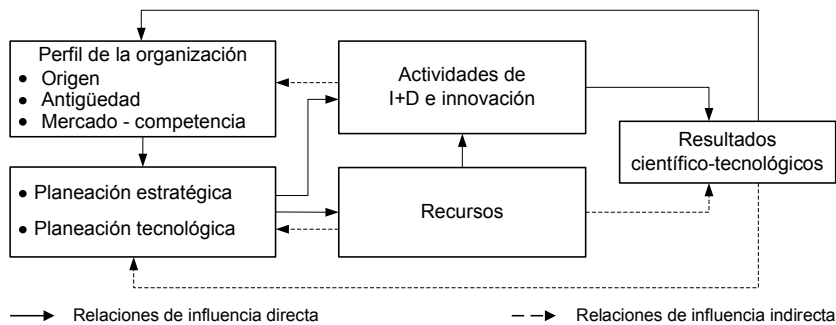 Perfil de la organización
• Origen
• Antigüedad
• Mercado - competencia
Actividades de
I+D e innovación
Resultados
científico-tecnológicos
• Planeación estratégica
• Planeación tecnológica
Recursos
Relaciones de influencia directa
Relaciones de influencia indirecta